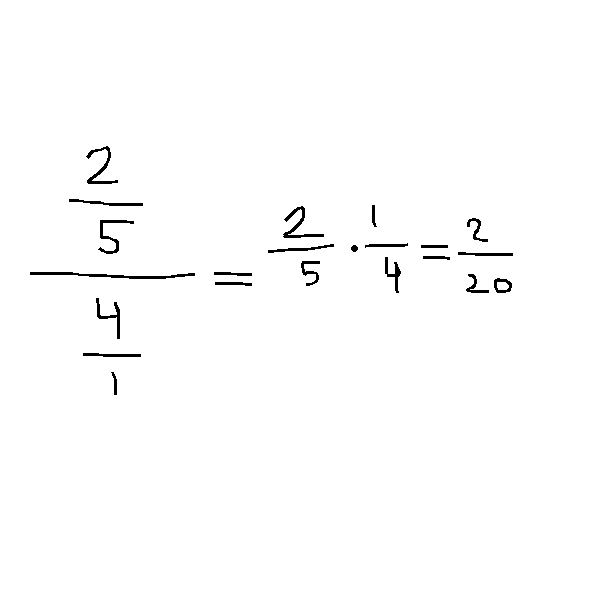 2/5 / 4/1 = 2/5 · 1/4 = 2/20